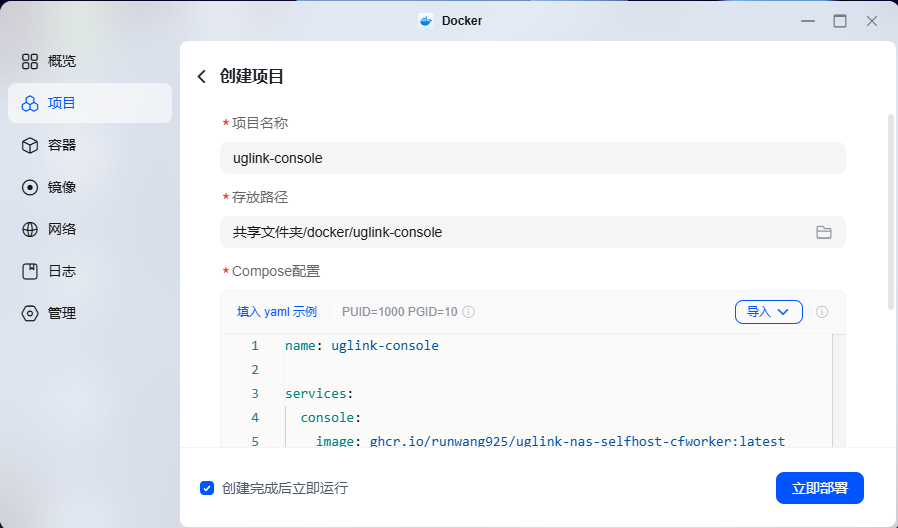 Docker
概览
项目
容器
镜像
网络
日志
管理
创建项目
*项目名称
uglink-console
*存放路径
共享文件夹/docker/uglink-console
*Compose配置
填入 yaml 示例 PUID=1000 PGID=10 导入
1 name: uglink-console
2
3 services:
4 console:
5 image: ghcr.io/runwang925/uglink-nas-selfhost-cfworker:latest
创建完成后立即运行
立即部署